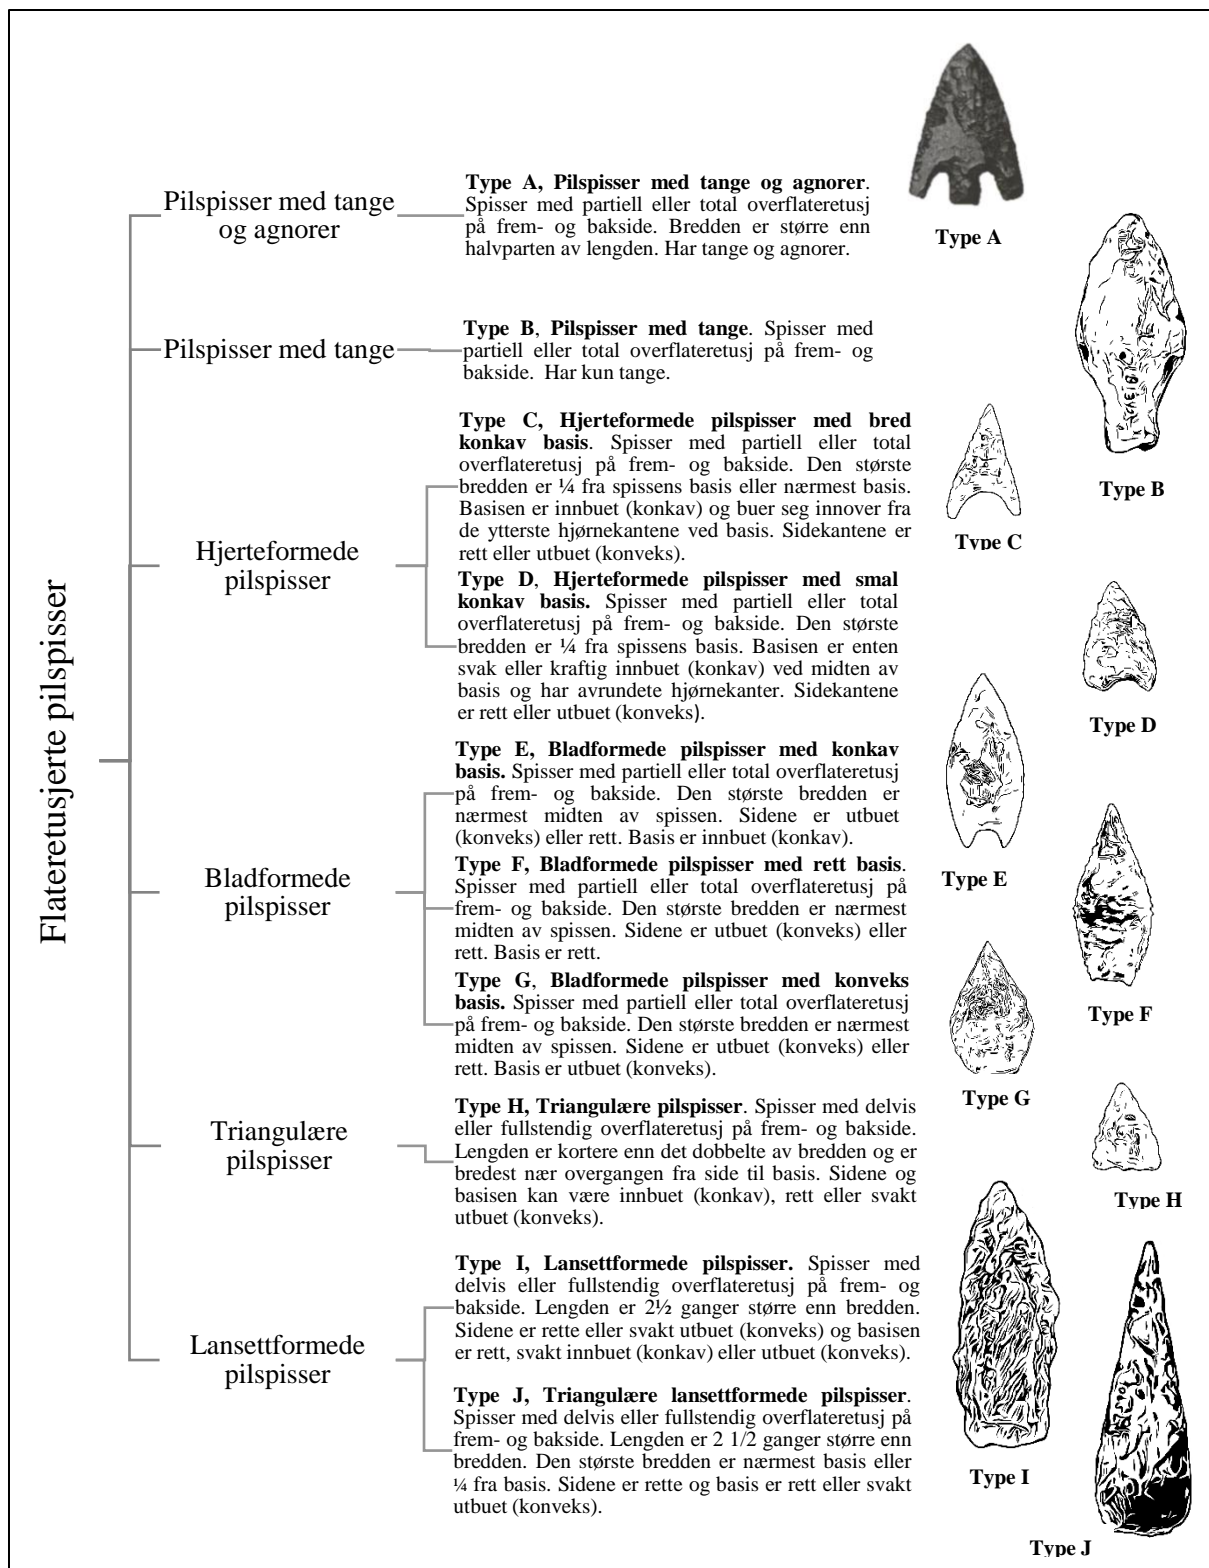 Flateretusjerte pilspisser
Pilspisser med tange
og agnorer
Type A, Pilspisser med tange og agnorer.
Spisser med partiell eller total overflateretusj
på frem- og bakside. Bredden er større enn
halvparten av lengden. Har tange og agnorer.
Type A
Pilspisser med tange
Type B, Pilspisser med tange. Spisser med
partiell eller total overflateretusj på frem- og
bakside. Har kun tange.
Type B
Hjerteformede
pilspisser
Type C, Hjerteformede pilspisser med bred
konkav basis. Spisser med partiell eller total
overflateretusj på frem- og bakside. Den største
bredden er ¼ fra spissens basis eller nærmest basis.
Basisen er innbuet (konkav) og buer seg innover fra
de ytterste hjørnekantene ved basis. Sidekantene er
rett eller utbuet (konveks).
Type C
Type D, Hjerteformede pilspisser med smal
konkav basis. Spisser med partiell eller total
overflateretusj på frem- og bakside. Den største
bredden er ¼ fra spissens basis. Basisen er enten
svak eller kraftig innbuet (konkav) ved midten av
basis og har avrundete hjørnekanter. Sidekantene
er rett eller utbuet (konveks).
Type D
Bladformede
pilspisser
Type E, Bladformede pilspisser med konkav
basis. Spisser med partiell eller total overflateretusj
på frem- og bakside. Den største bredden er
nærmest midten av spissen. Sidene er utbuet
(konveks) eller rett. Basis er innbuet (konkav).
Type E
Type F, Bladformede pilspisser med rett basis.
Spisser med partiell eller total overflateretusj på
frem- og bakside. Den største bredden er nærmest
midten av spissen. Sidene er utbuet (konveks) eller
rett. Basis er rett.
Type F
Type G, Bladformede pilspisser med konveks
basis. Spisser med partiell eller total overflateretusj
på frem- og bakside. Den største bredden er nærmest
midten av spissen. Sidene er utbuet (konveks) eller
rett. Basis er utbuet (konveks).
Type G
Triangulære
pilspisser
Type H, Triangulære pilspisser. Spisser med delvis
eller fullstendig overflateretusj på frem- og bakside.
Lengden er kortere enn det dobbelte av bredden og er
bredest nær overgangen fra side til basis. Sidene og
basisen kan være innbuet (konkav), rett eller svakt
utbuet (konveks).
Type H
Lansettformede
pilspisser
Type I, Lansettformede pilspisser. Spisser med
delvis eller fullstendig overflateretusj på frem- og
bakside. Lengden er 2½ ganger større enn bredden.
Sidene er rette eller svakt utbuet (konveks) og basisen
er rett, svakt innbuet (konkav) eller utbuet (konveks).
Type I
Type J, Triangulære lansettformede pilspisser.
Spisser med delvis eller fullstendig overflateretusj på
frem- og bakside. Lengden er 2 1/2 ganger større enn
bredden. Den største bredden er nærmest basis eller
¼ fra basis. Sidene er rette og basis er rett eller svakt
utbuet (konveks).
Type J